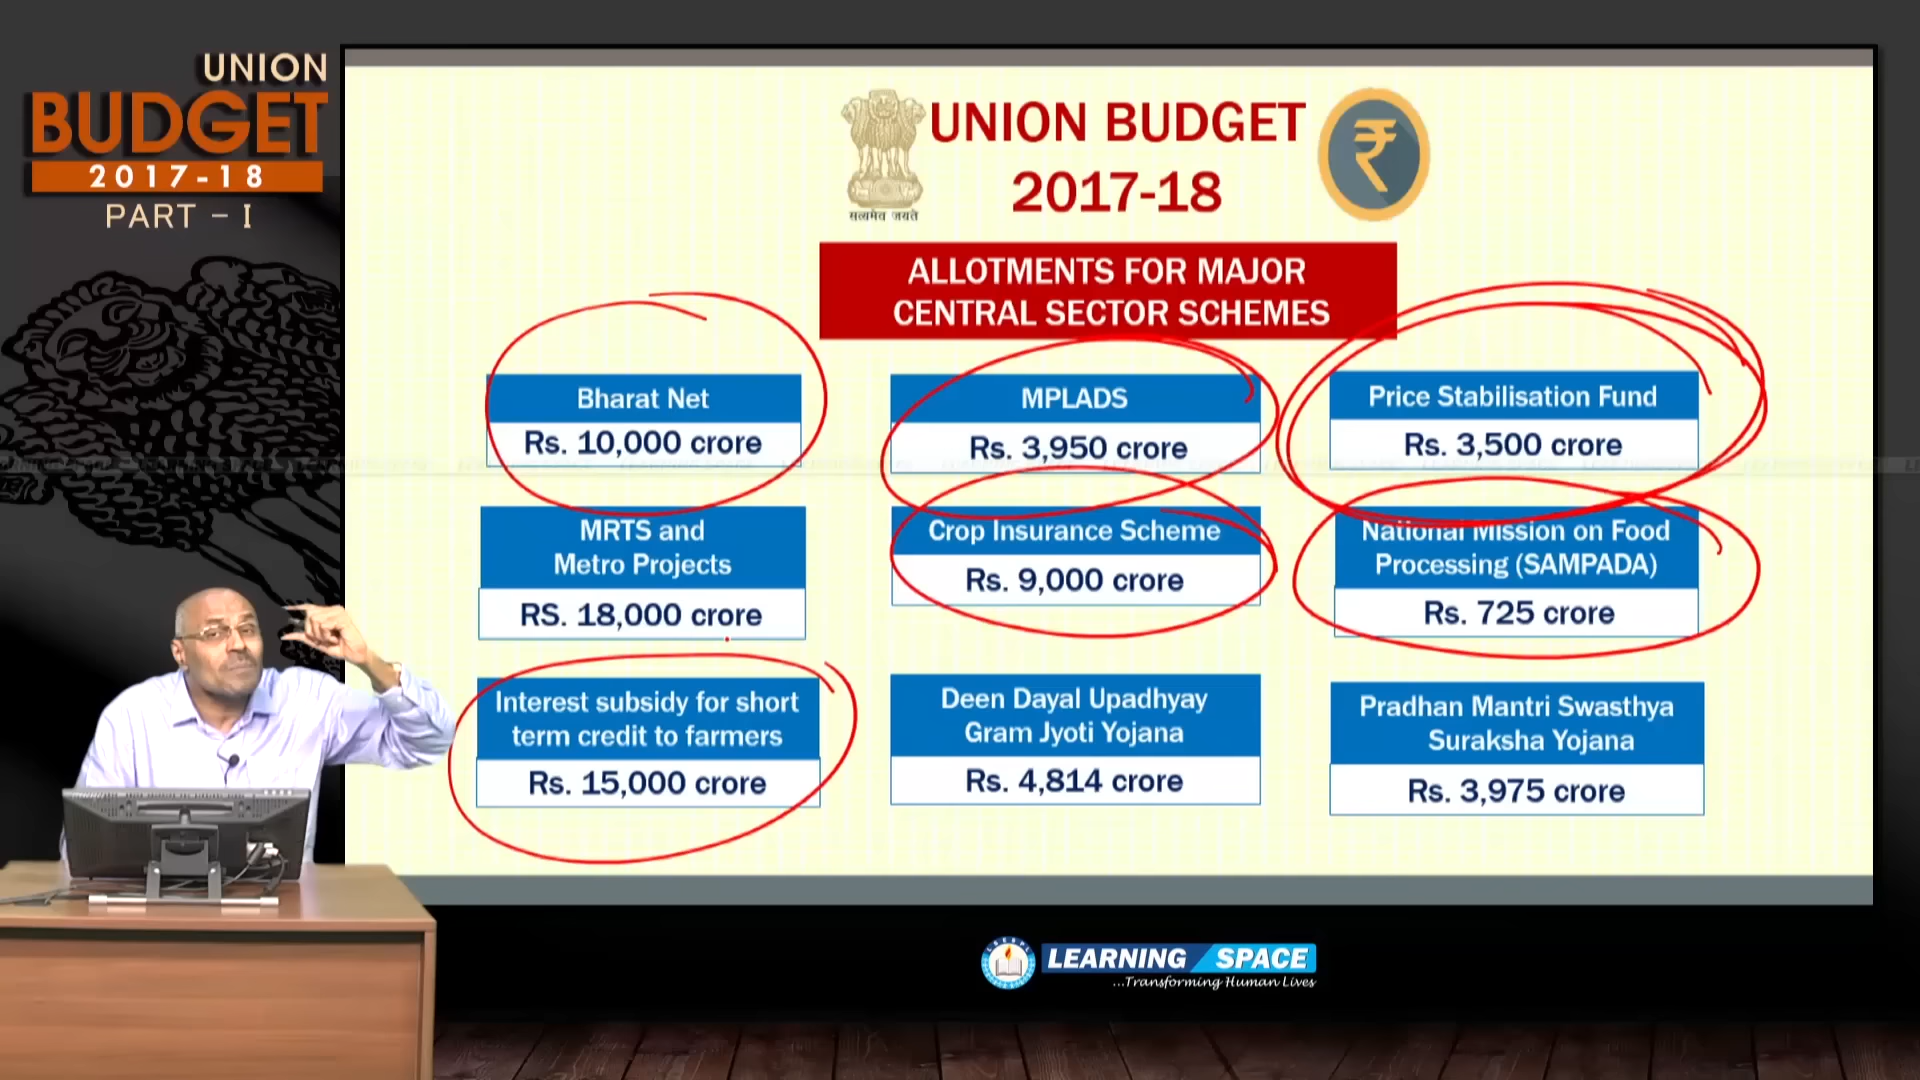 UNION
BUDGET
2017-18
PART – I
UNION BUDGET
2017-18
सत्यमेव जयते
ALLOTMENTS FOR MAJOR
CENTRAL SECTOR SCHEMES
Bharat Net
Rs. 10,000 crore
MPLADS
Rs. 3,950 crore
Price Stabilisation Fund
Rs. 3,500 crore
MRTS and
Metro Projects
RS. 18,000 crore
Crop Insurance Scheme
Rs. 9,000 crore
National Mission on Food
Processing (SAMPADA)
Rs. 725 crore
Interest subsidy for short
term credit to farmers
Rs. 15,000 crore
Deen Dayal Upadhyay
Gram Jyoti Yojana
Rs. 4,814 crore
Pradhan Mantri Swasthya
Suraksha Yojana
Rs. 3,975 crore
LEARNING SPACE
...Transforming Human Lives